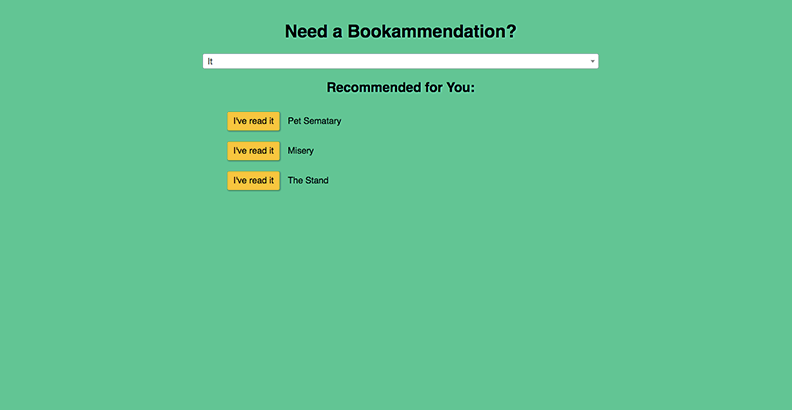 Need a Bookammendation?
It
Recommended for You:
I've read it Pet Sematary
I've read it Misery
I've read it The Stand